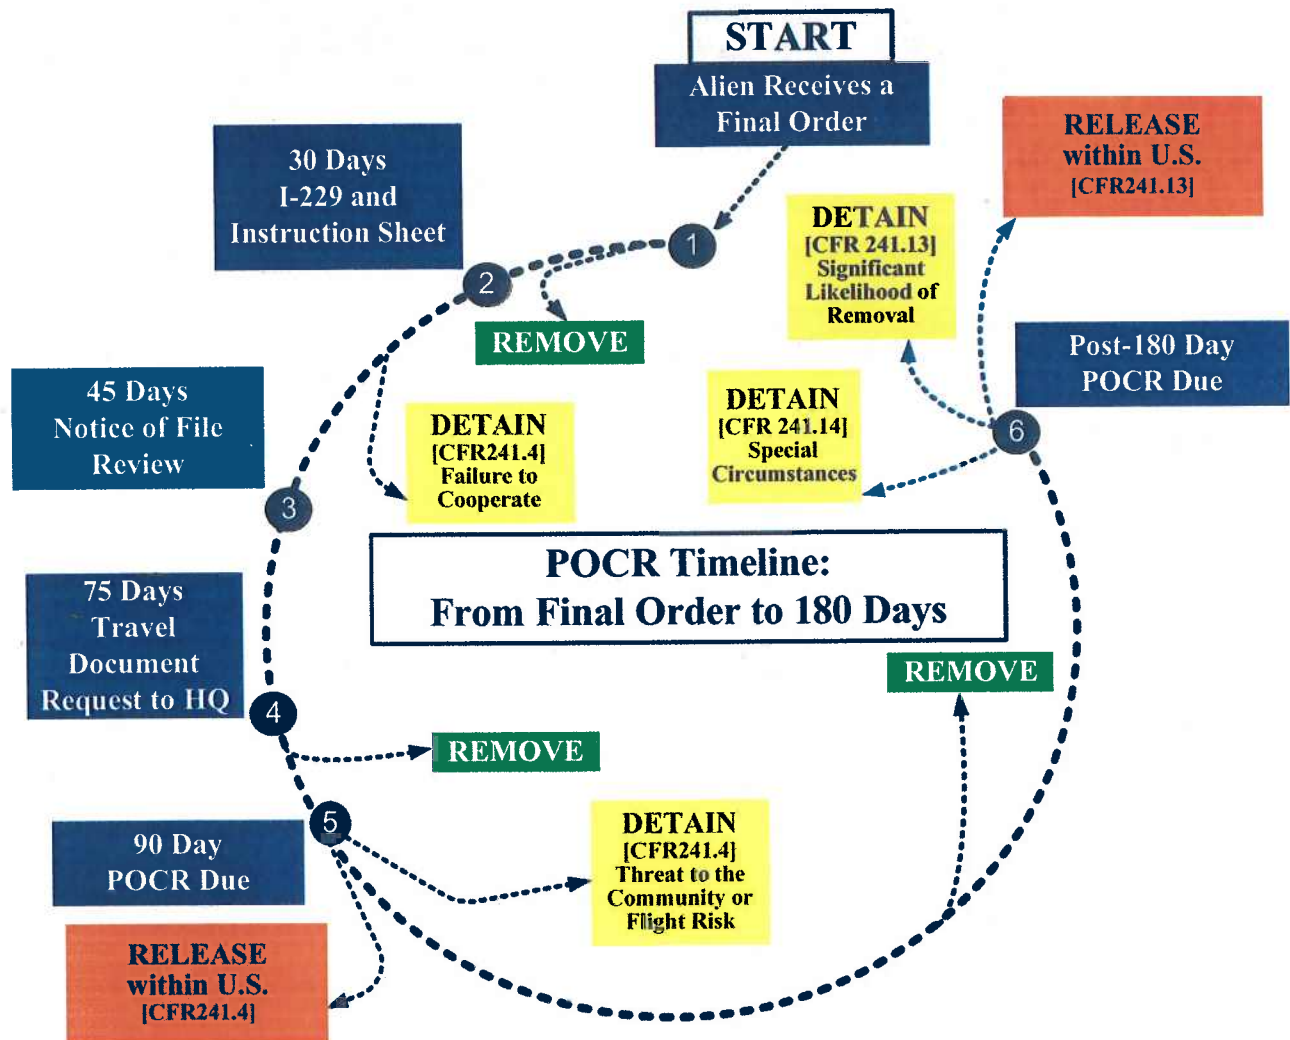 START
Alien Receives a
Final Order
1
30 Days
I-229 and
Instruction Sheet
2
REMOVE
DETAIN
[CFR241.4]
Failure to
Cooperate
45 Days
Notice of File
Review
3
75 Days
Travel
Document
Request to HQ
4
REMOVE
90 Day
POCR Due
5
RELEASE
within U.S.
[CFR241.4]
DETAIN
[CFR241.4]
Threat to the
Community or
Flight Risk
REMOVE
POCR Timeline:
From Final Order to 180 Days
Post-180 Day
POCR Due
6
DETAIN
[CFR 241.14]
Special
Circumstances
DETAIN
[CFR 241.13]
Significant
Likelihood of
Removal
RELEASE
within U.S.
[CFR241.13]